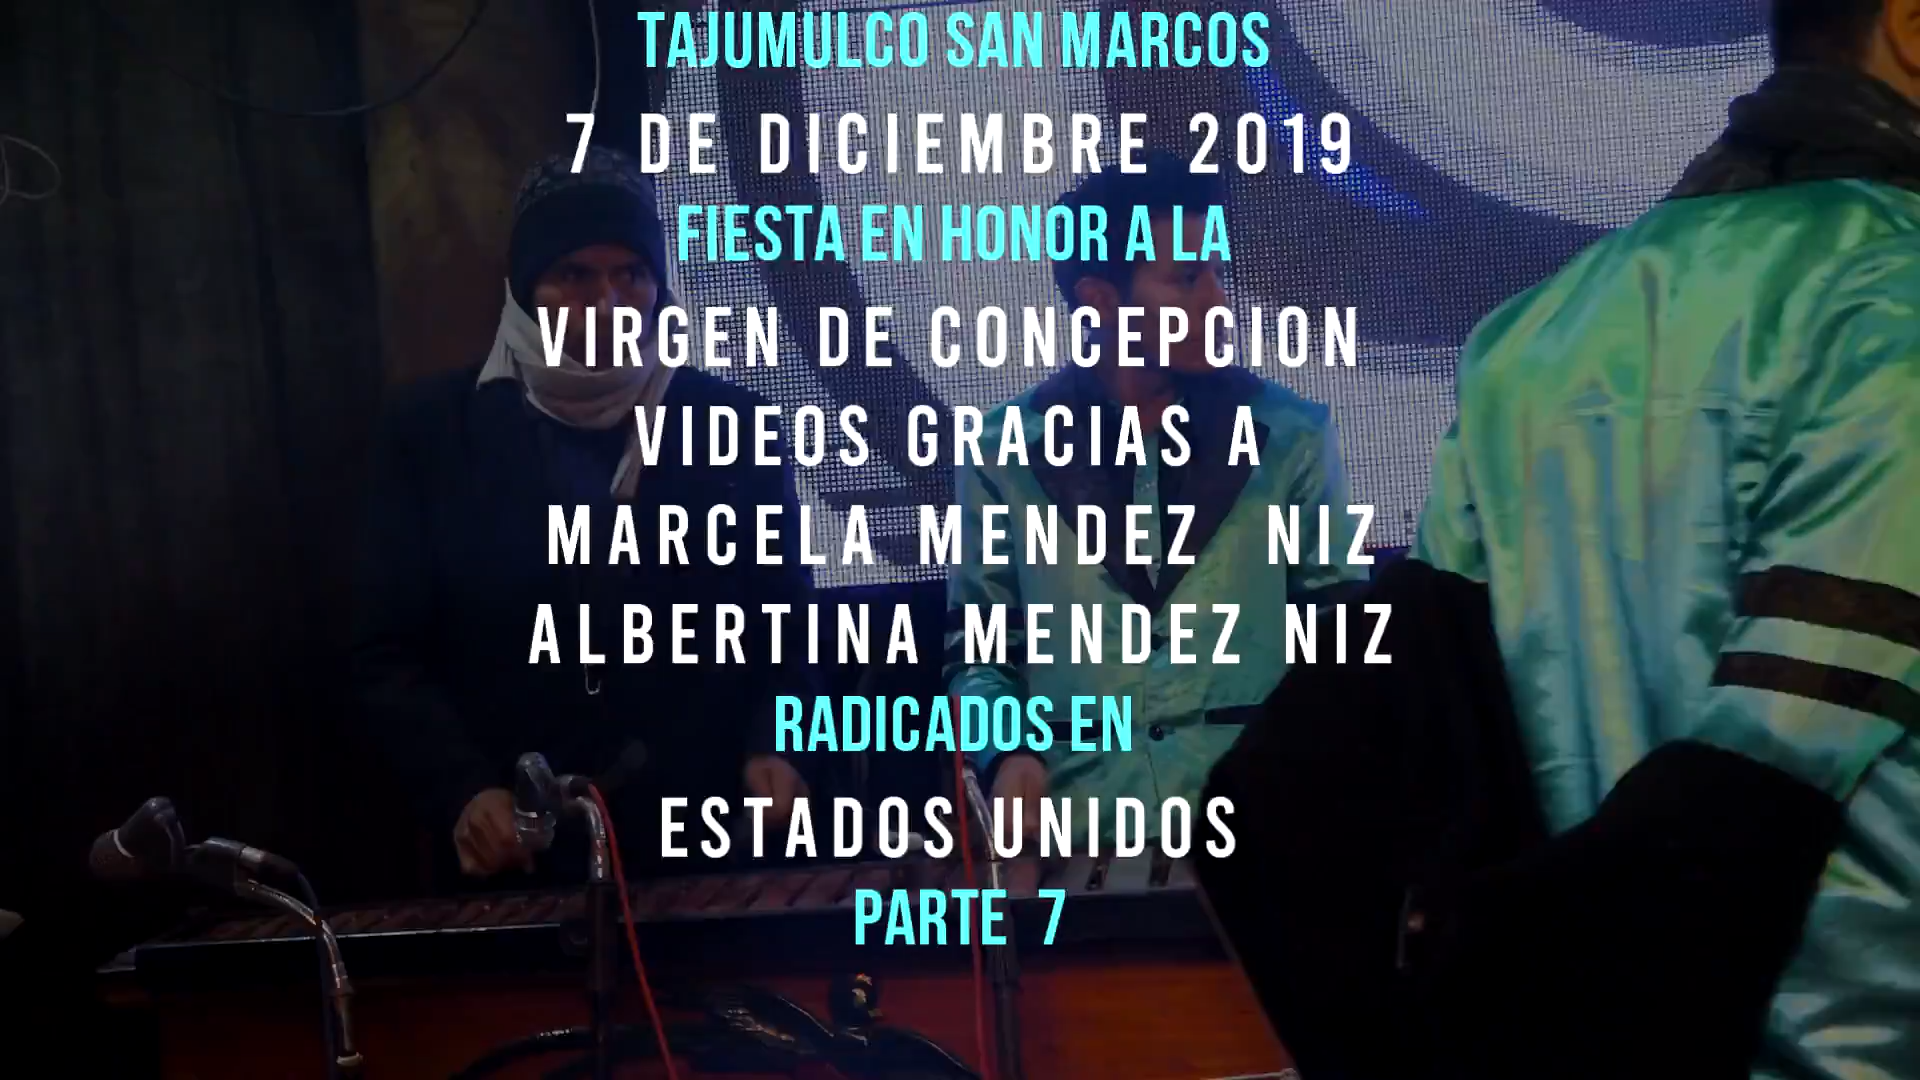 TAJUMULCO SAN MARCOS
7 DE DICIEMBRE 2019
FIESTA EN HONOR A LA
VIRGEN DE CONCEPCION
VIDEOS GRACIAS A
MARCELA MENDEZ NIZ
ALBERTINA MENDEZ NIZ
RADICADOS EN
ESTADOS UNIDOS
PARTE 7